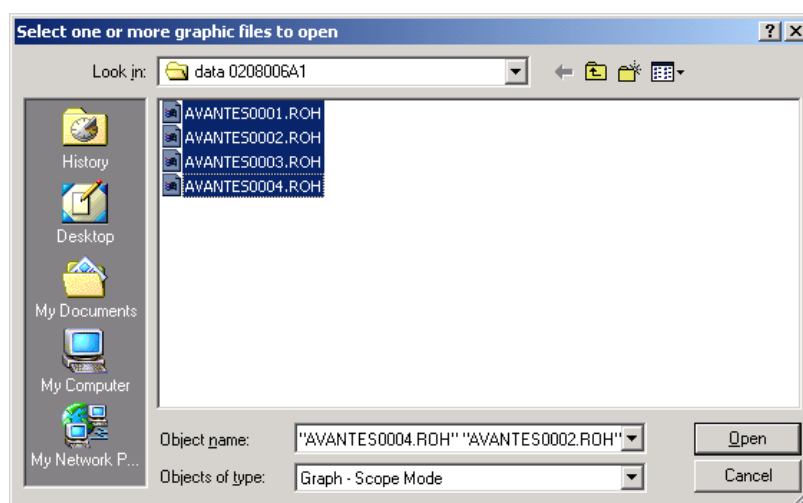 Select one or more graphic files to open
Look in: data 0208006A1
AVANTES0001.ROH
AVANTES0002.ROH
AVANTES0003.ROH
AVANTES0004.ROH
History
Desktop
My Documents
My Computer
My Network P...
Object name: "AVANTES0004.ROH" "AVANTES0002.ROH" Open
Objects of type: Graph - Scope Mode Cancel